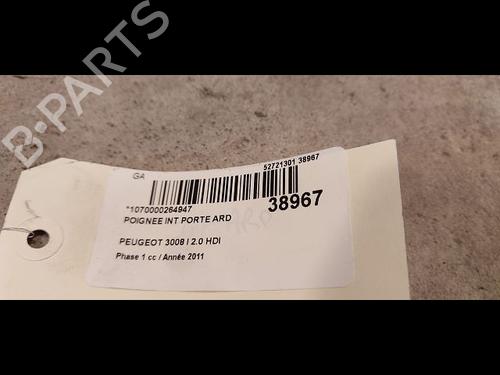 B-PARTS
52721301 38967
GA
*1070000264947
38967
POIGNEE INT PORTE ARD
PEUGEOT 3008 I 2.0 HDI
Phase 1 cc / Année 2011